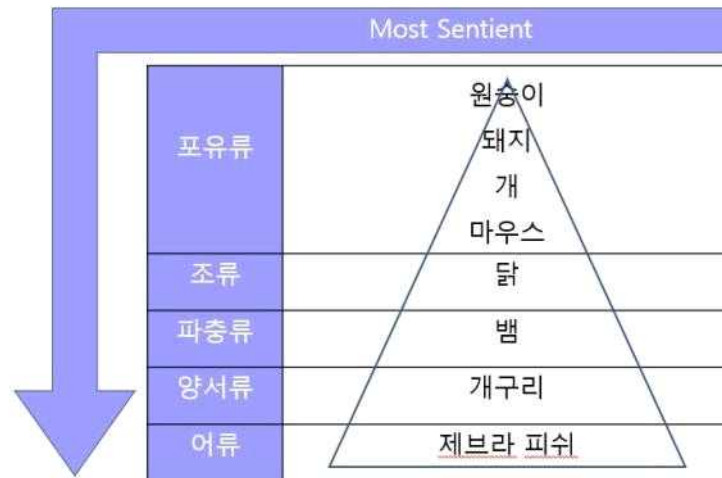 Most Sentient
포유류
원숭이
돼지
개
마우스
조류
닭
파충류
뱀
양서류
개구리
어류
제브라 피쉬